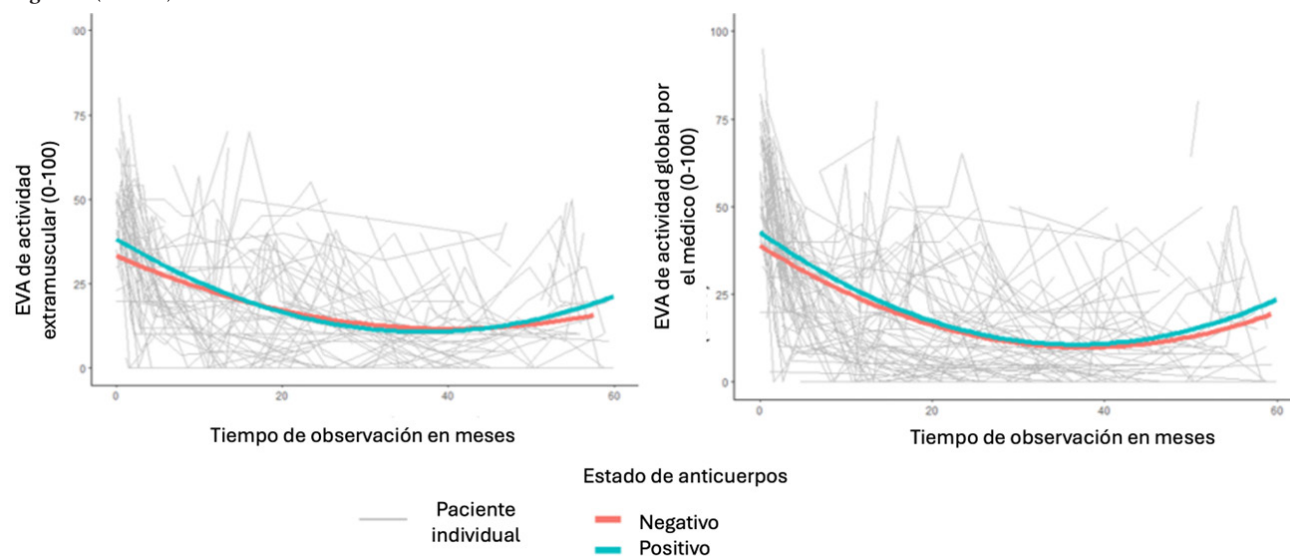 00
75
50
25
0
EVA de actividad
extramuscular (0-100)
0
20
40
60
Tiempo de observación en meses
100
75
50
25
0
EVA de actividad global por
el médico (0-100)
0
20
40
60
Tiempo de observación en meses
Estado de anticuerpos
Paciente
individual
Negativo
Positivo